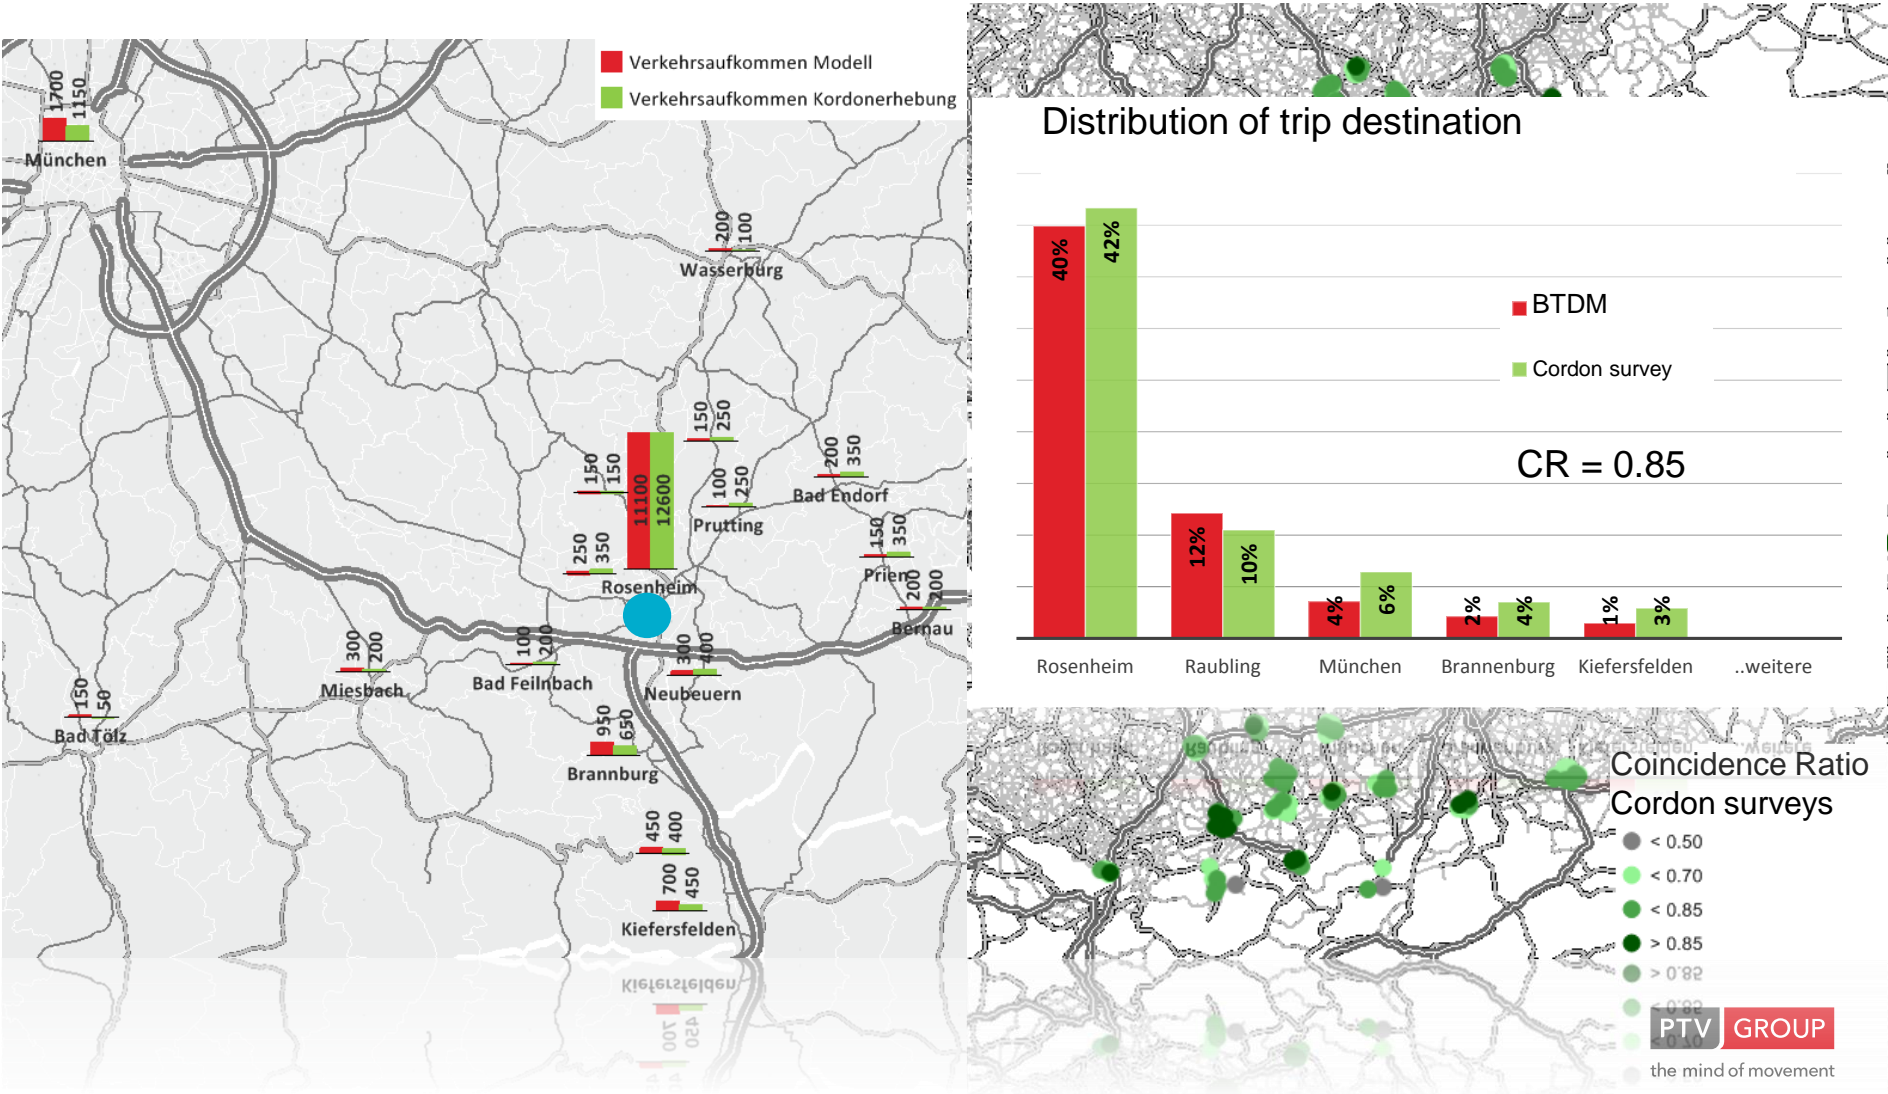 Verkehrsaufkommen Modell
Verkehrsaufkommen Kordonerhebung
1700
1150
München
200
100
Wasserburg
150
250
150
150
11100
12600
Rosenheim
100
250
Prutting
200
350
Bad Endorf
250
350
150
350
Prien
200
200
Bernau
300
200
Miesbach
100
200
Bad Feilnbach
300
400
Neubeuern
150
50
Bad Tölz
950
650
Brannburg
450
400
700
450
Kiefersfelden
Distribution of trip destination
40%
42%
12%
10%
4%
6%
2%
4%
1%
3%
BTDM
Cordon survey
CR = 0.85
Rosenheim
Raubling
München
Brannenburg
Kiefersfelden
..weitere
Coincidence Ratio
Cordon surveys
< 0.50
< 0.70
< 0.85
> 0.85
PTV GROUP
the mind of movement